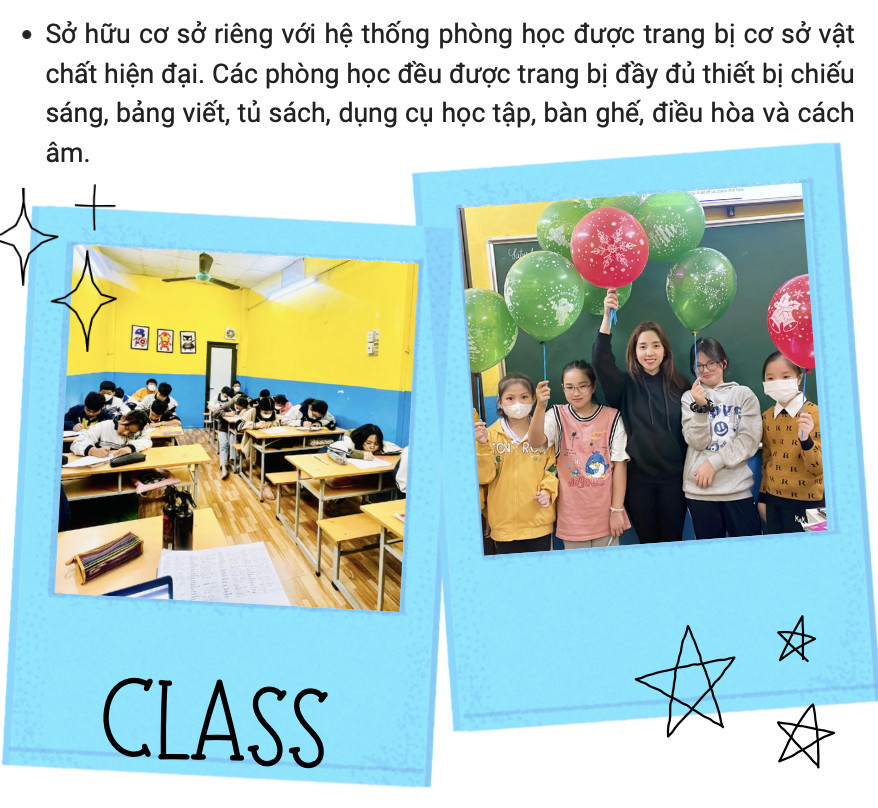 • Sở hữu cơ sở riêng với hệ thống phòng học được trang bị cơ sở vật
chất hiện đại. Các phòng học đều được trang bị đầy đủ thiết bị chiếu
sáng, bảng viết, tủ sách, dụng cụ học tập, bàn ghế, điều hòa và cách
âm.
CLASS